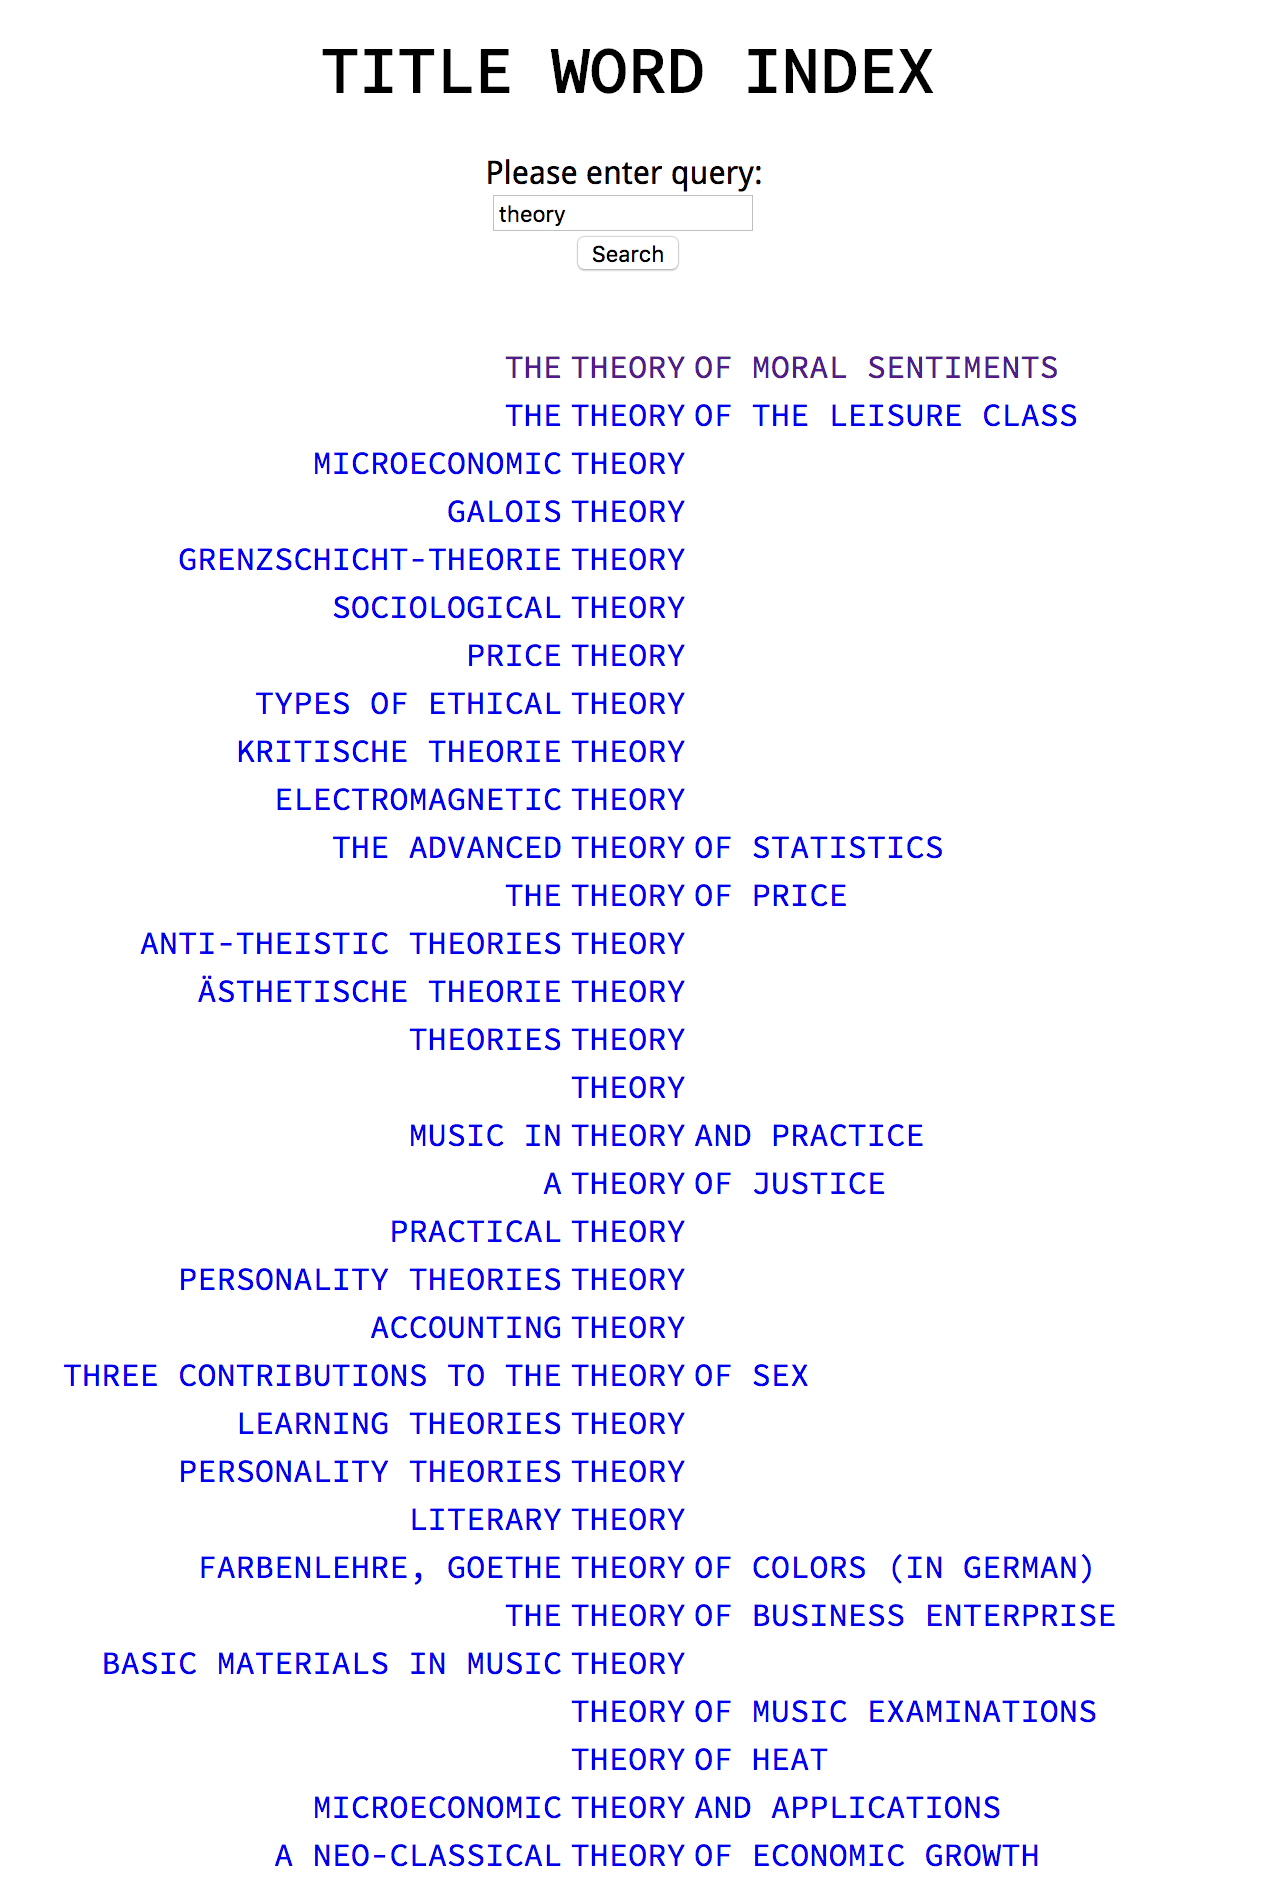 TITLE WORD INDEX
Please enter query:
theory
Search
THE THEORY OF MORAL SENTIMENTS
THE THEORY OF THE LEISURE CLASS
MICROECONOMIC THEORY
GALOIS THEORY
GRENZSCHICHT-THEORIE THEORY
SOCIOLOGICAL THEORY
PRICE THEORY
TYPES OF ETHICAL THEORY
KRITISCHE THEORIE THEORY
ELECTROMAGNETIC THEORY
THE ADVANCED THEORY OF STATISTICS
THE THEORY OF PRICE
ANTI-THEISTIC THEORIES THEORY
ÄSTHETISCHE THEORIE THEORY
THEORIES THEORY
THEORY
MUSIC IN THEORY AND PRACTICE
A THEORY OF JUSTICE
PRACTICAL THEORY
PERSONALITY THEORIES THEORY
ACCOUNTING THEORY
THREE CONTRIBUTIONS TO THE THEORY OF SEX
LEARNING THEORIES THEORY
PERSONALITY THEORIES THEORY
LITERARY THEORY
FARBENLEHRE, GOETHE THEORY OF COLORS (IN GERMAN)
THE THEORY OF BUSINESS ENTERPRISE
BASIC MATERIALS IN MUSIC THEORY
THEORY OF MUSIC EXAMINATIONS
THEORY OF HEAT
MICROECONOMIC THEORY AND APPLICATIONS
A NEO-CLASSICAL THEORY OF ECONOMIC GROWTH